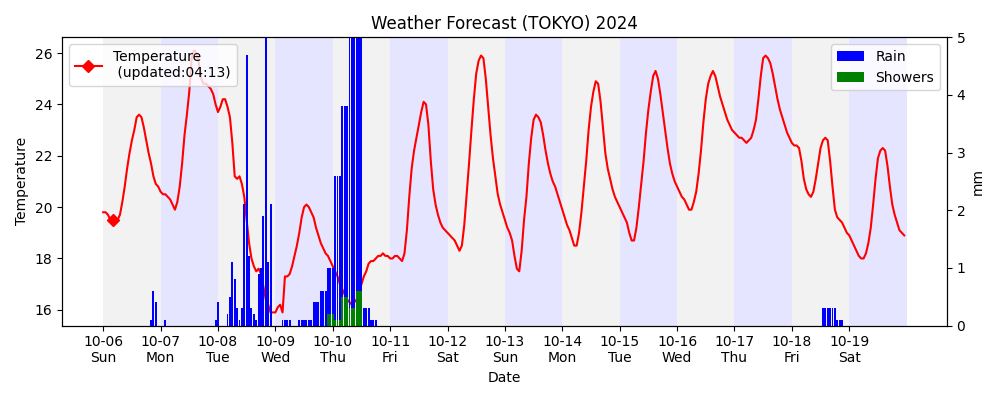 Weather Forecast (TOKYO) 2024
Temperature
(updated:04:13)
Rain
Showers
Temperature
26
24
22
20
18
16
5
4
3
2
1
0
mm
10-06 10-07 10-08 10-09 10-10 10-11 10-12 10-13 10-14 10-15 10-16 10-17 10-18 10-19
Sun Mon Tue Wed Thu Fri Sat Sun Mon Tue Wed Thu Fri Sat
Date